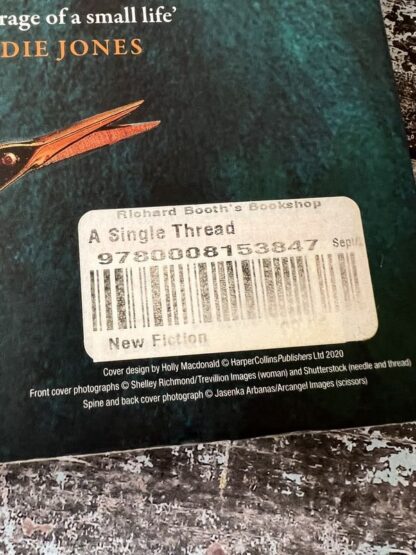 rage of a small life’
DIE JONES
Richard Booth's Bookshop
A Single Thread
9780008153847 Sept
New Fiction
Cover design by Holly Macdonald © HarperCollinsPublishers Ltd 2020
Front cover photographs © Shelley Richmond/Trevillion Images (woman) and Shutterstock (needle and thread)
Spine and back cover photograph © Jasenka Arbanas/Arcangel Images (scissors)